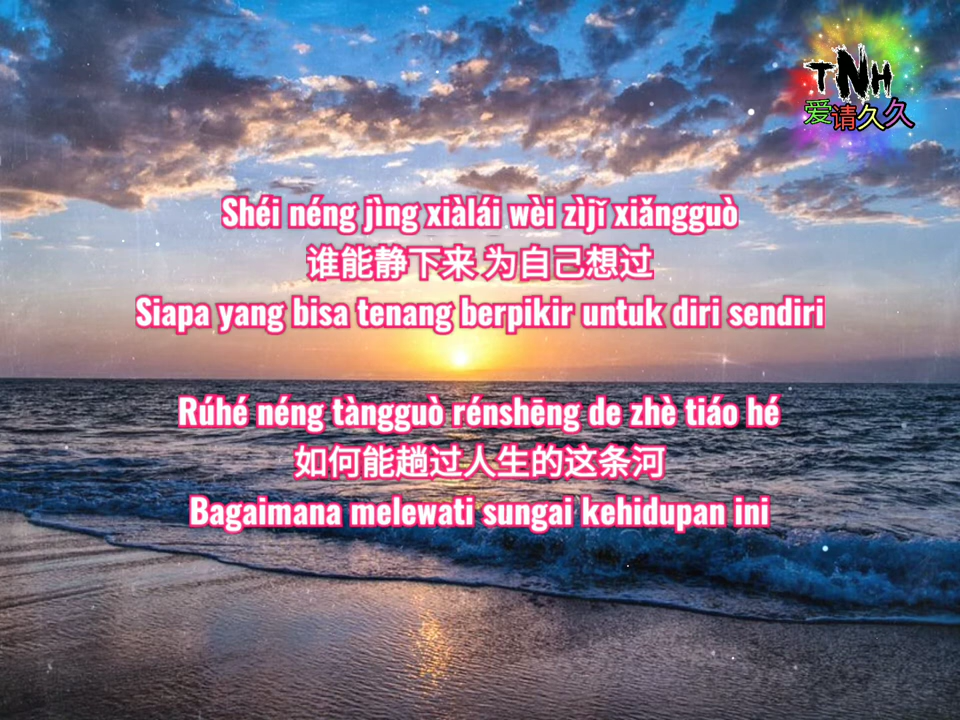 TNH
爱请久久
Shéi néng jìng xiàlái wèi zìjǐ xiǎngguò
谁能静下来 为自己想过
Siapa yang bisa tenang berpikir untuk diri sendiri
Rúhé néng tàngguò rénshēng de zhè tiáo hé
如何能趟过人生的这条河
Bagaimana melewati sungai kehidupan ini